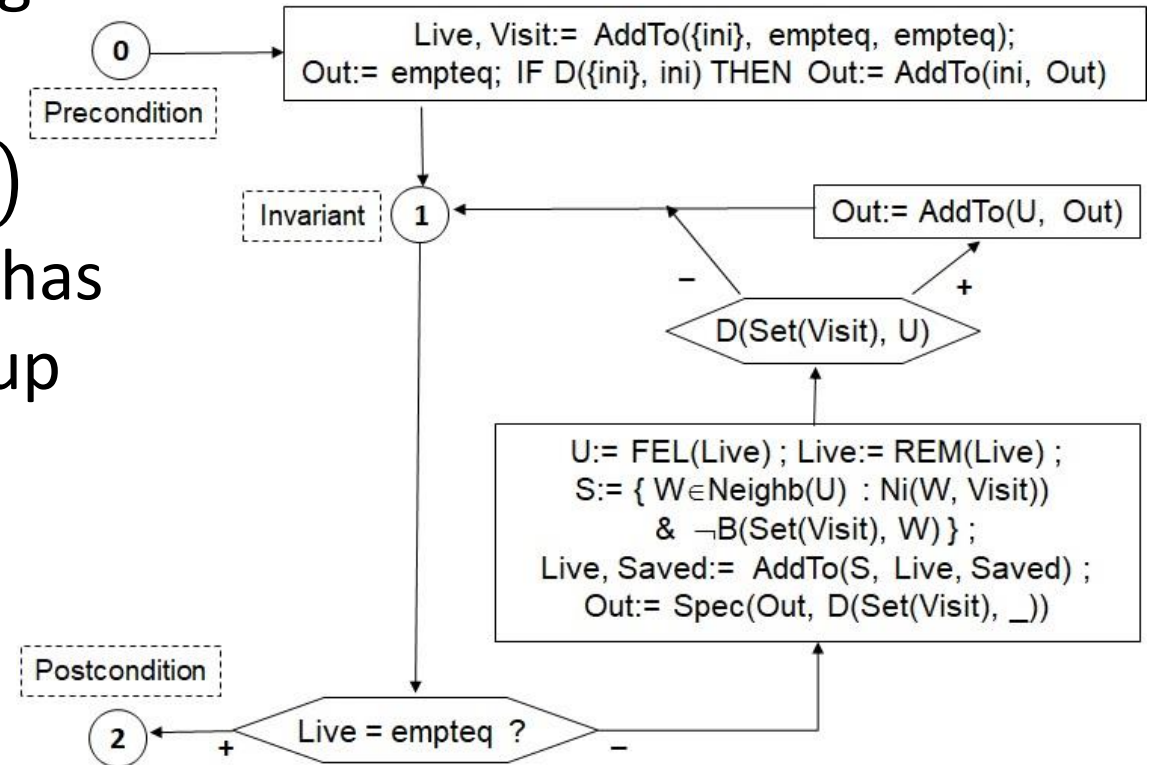 g
)
has
up
0
Precondition
Live, Visit:= AddTo({ini}, empteq, empteq);
Out:= empteq; IF D({ini}, ini) THEN Out:= AddTo(ini, Out)
Invariant
1
Out:= AddTo(U, Out)
–
+
D(Set(Visit), U)
U:= FEL(Live) ; Live:= REM(Live) ;
S:= { W∈Neighb(U) : Ni(W, Visit))
& ¬B(Set(Visit), W) } ;
Live, Saved:= AddTo(S, Live, Saved) ;
Out:= Spec(Out, D(Set(Visit), _))
Postcondition
2
+
Live = empteq ?
–